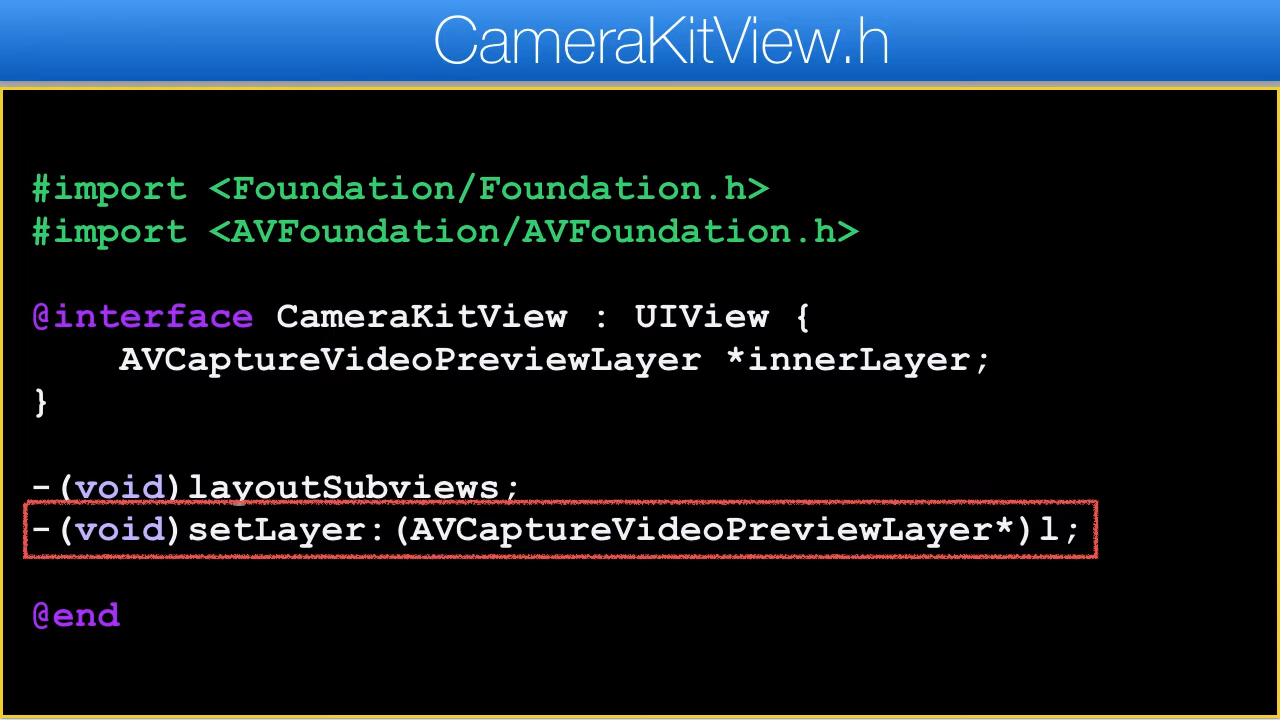 CameraKitView.h
#import <Foundation/Foundation.h>
#import <AVFoundation/AVFoundation.h>
@interface CameraKitView : UIView {
    AVCaptureVideoPreviewLayer *innerLayer;
}
-(void)layoutSubviews;
-(void)setLayer:(AVCaptureVideoPreviewLayer*)l;
@end